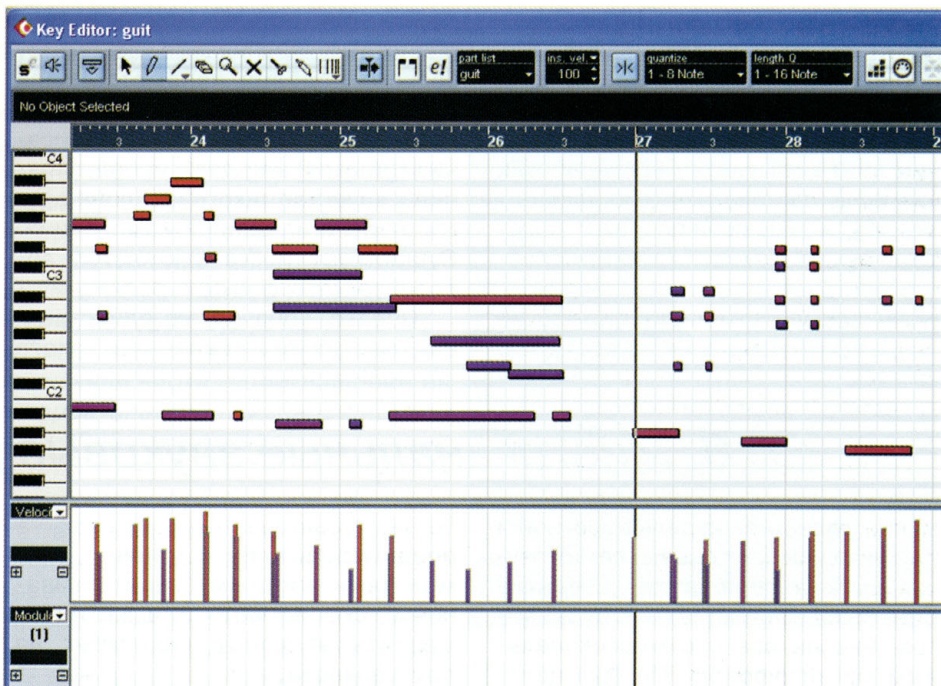 Key Editor: guit
part list
guit
ins. vel.
100
quantize
1 - 8 Note
length Q
1 - 16 Note
No Object Selected
3 24 3 25 3 26 3 27 3 28 3
C4
C3
C2
Veloci
Modula
(1)